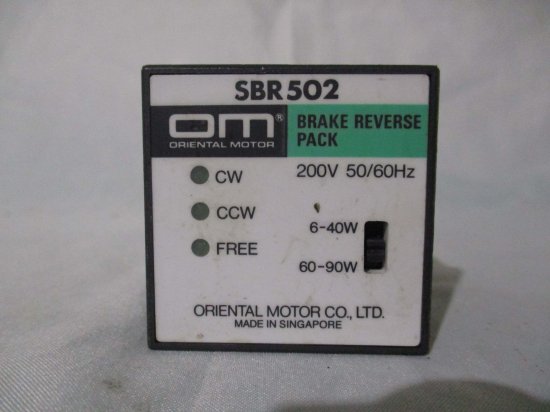 SBR502
om®
ORIENTAL MOTOR
BRAKE REVERSE
PACK
200V 50/60Hz
CW
CCW
FREE
6-40W
60-90W
ORIENTAL MOTOR CO., LTD.
MADE IN SINGAPORE